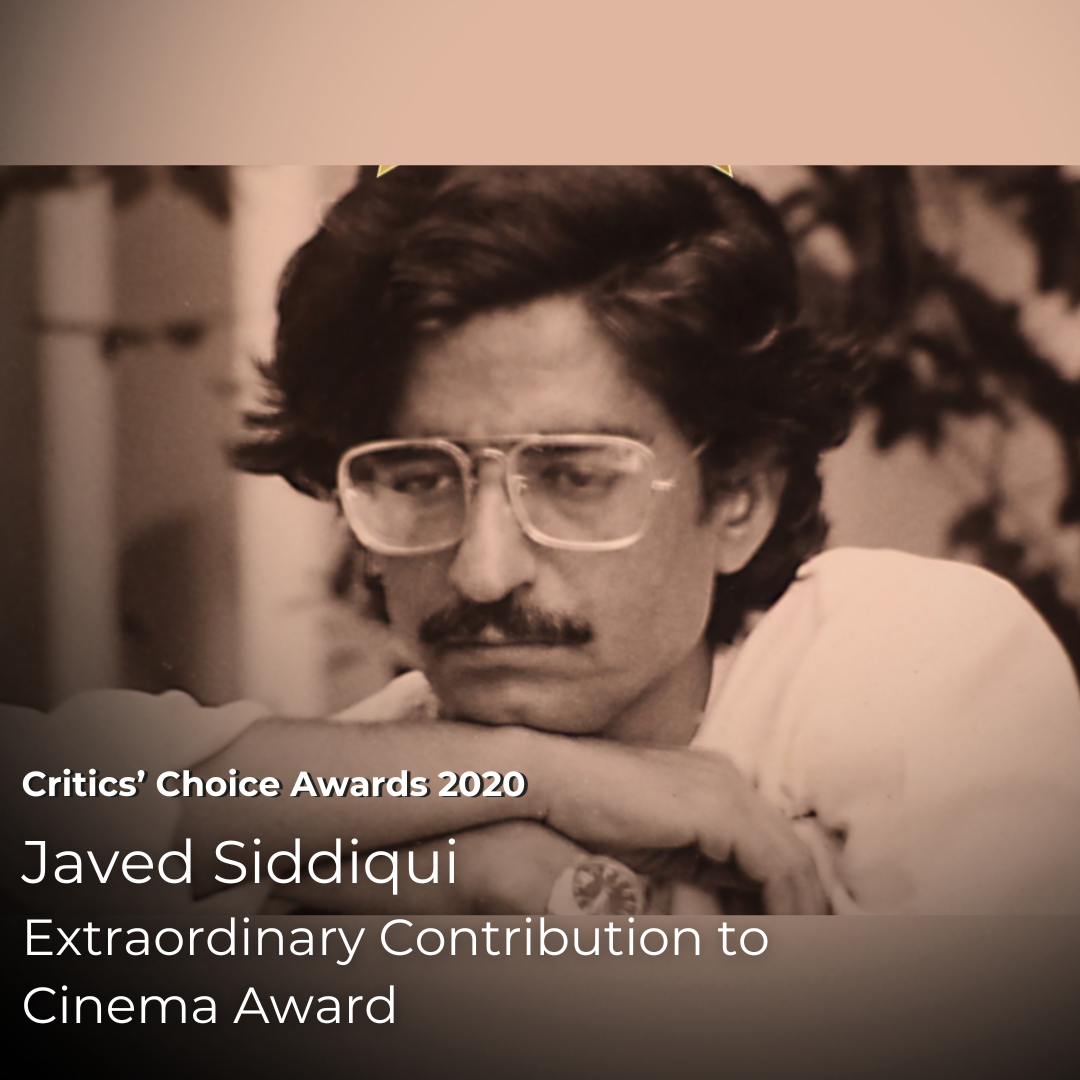 Critics’ Choice Awards 2020
Javed Siddiqui
Extraordinary Contribution to
Cinema Award